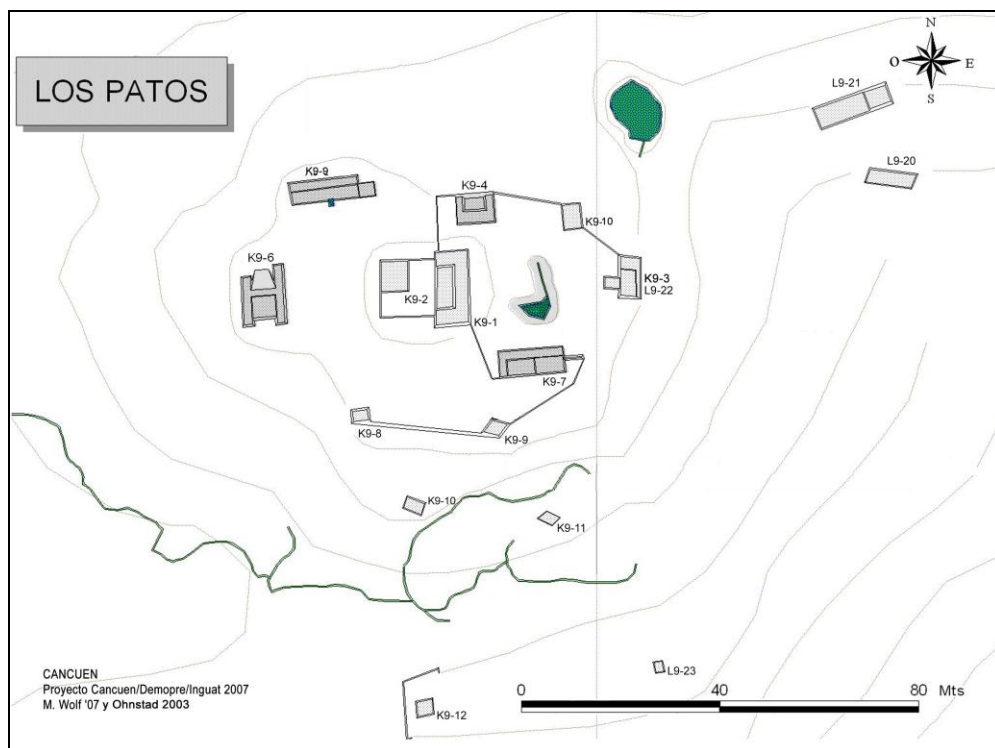 LOS PATOS
N
O
E
S
L9-21
L9-20
K9-9
K9-4
K9-10
K9-6
K9-3
L9-22
K9-2
K9-1
K9-7
K9-8
K9-9
K9-10
K9-11
L9-23
K9-12
CANCUEN
Proyecto Cancuen/Demopre/Inguat 2007
M. Wolf '07 y Ohnstad 2003
0 40 80 Mts